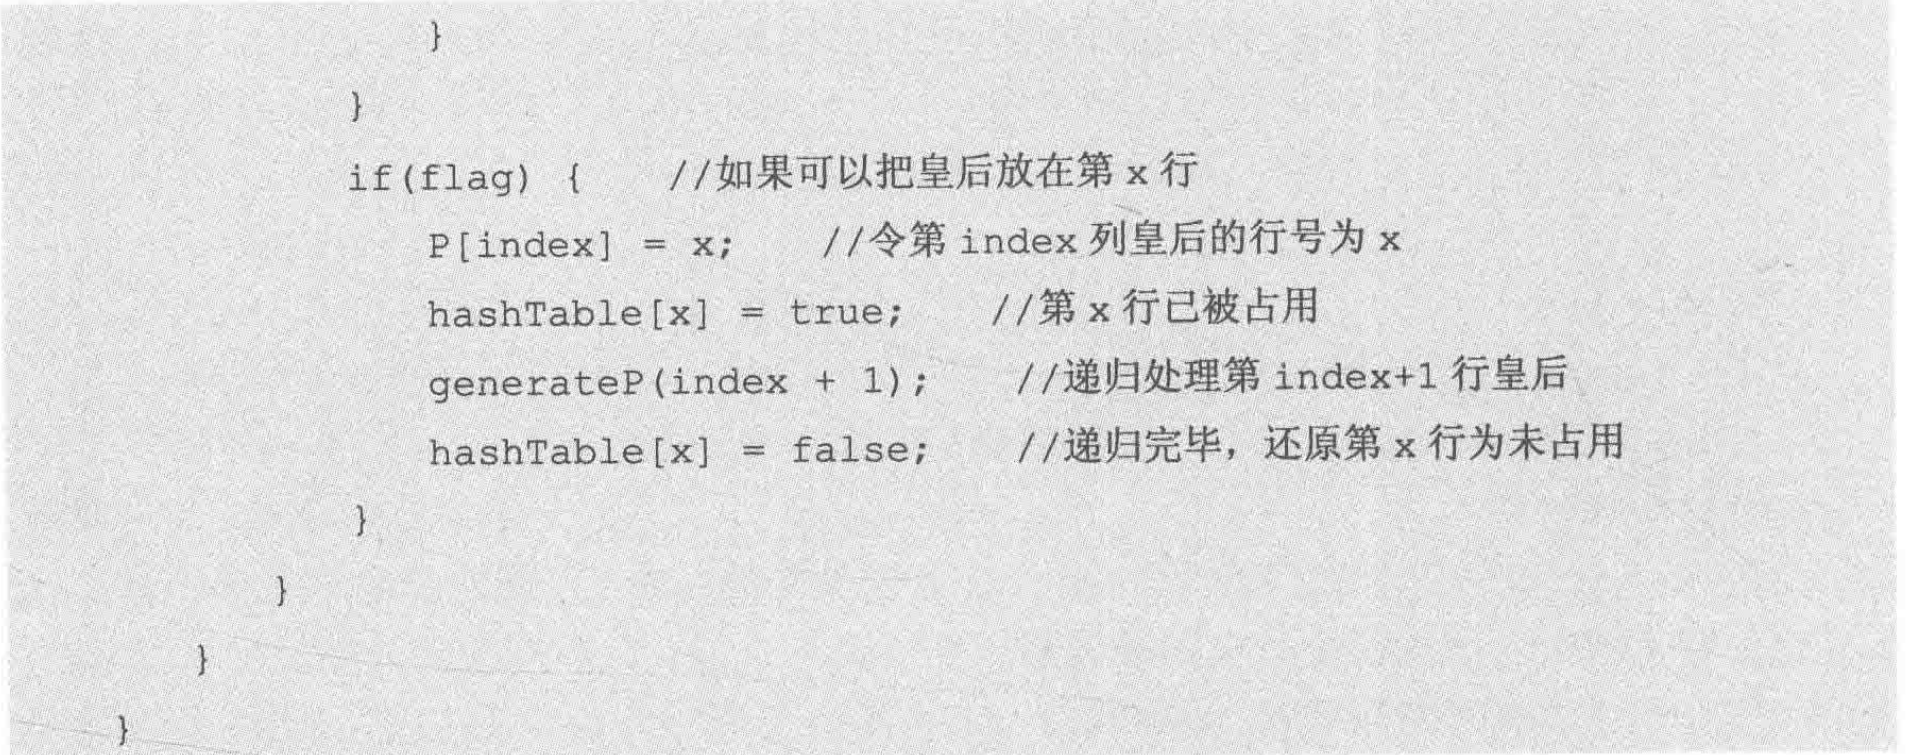 }
}
if(flag) { //如果可以把皇后放在第 x 行
P[index] = x; //令第 index 列皇后的行号为 x
hashTable[x] = true; //第 x 行已被占用
generateP(index + 1); //递归处理第 index+1 行皇后
hashTable[x] = false; //递归完毕，还原第 x 行为未占用
}
}
}
}